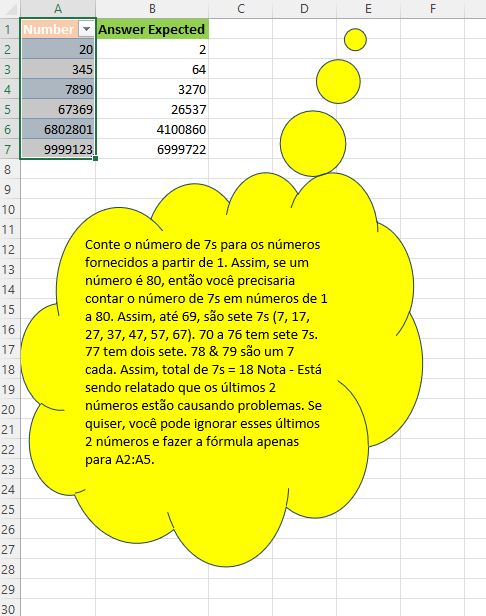 A B C D E F
1 Number Answer Expected
2 20 2
3 345 64
4 7890 3270
5 67369 26537
6 6802801 4100860
7 9999123 6999722
8
9
10
11
12 Conte o número de 7s para os números
13 fornecidos a partir de 1. Assim, se um
14 número é 80, então você precisaria
contar o número de 7s em números de 1
15 a 80. Assim, até 69, são sete 7s (7, 17,
16 27, 37, 47, 57, 67). 70 a 76 tem sete 7s.
17 77 tem dois sete. 78 & 79 são um 7
18 cada. Assim, total de 7s = 18 Nota - Está
19 sendo relatado que os últimos 2
20 números estão causando problemas. Se
21 quiser, você pode ignorar esses últimos
22 2 números e fazer a fórmula apenas
para A2:A5.
23
24
25
26
27
28
29
30